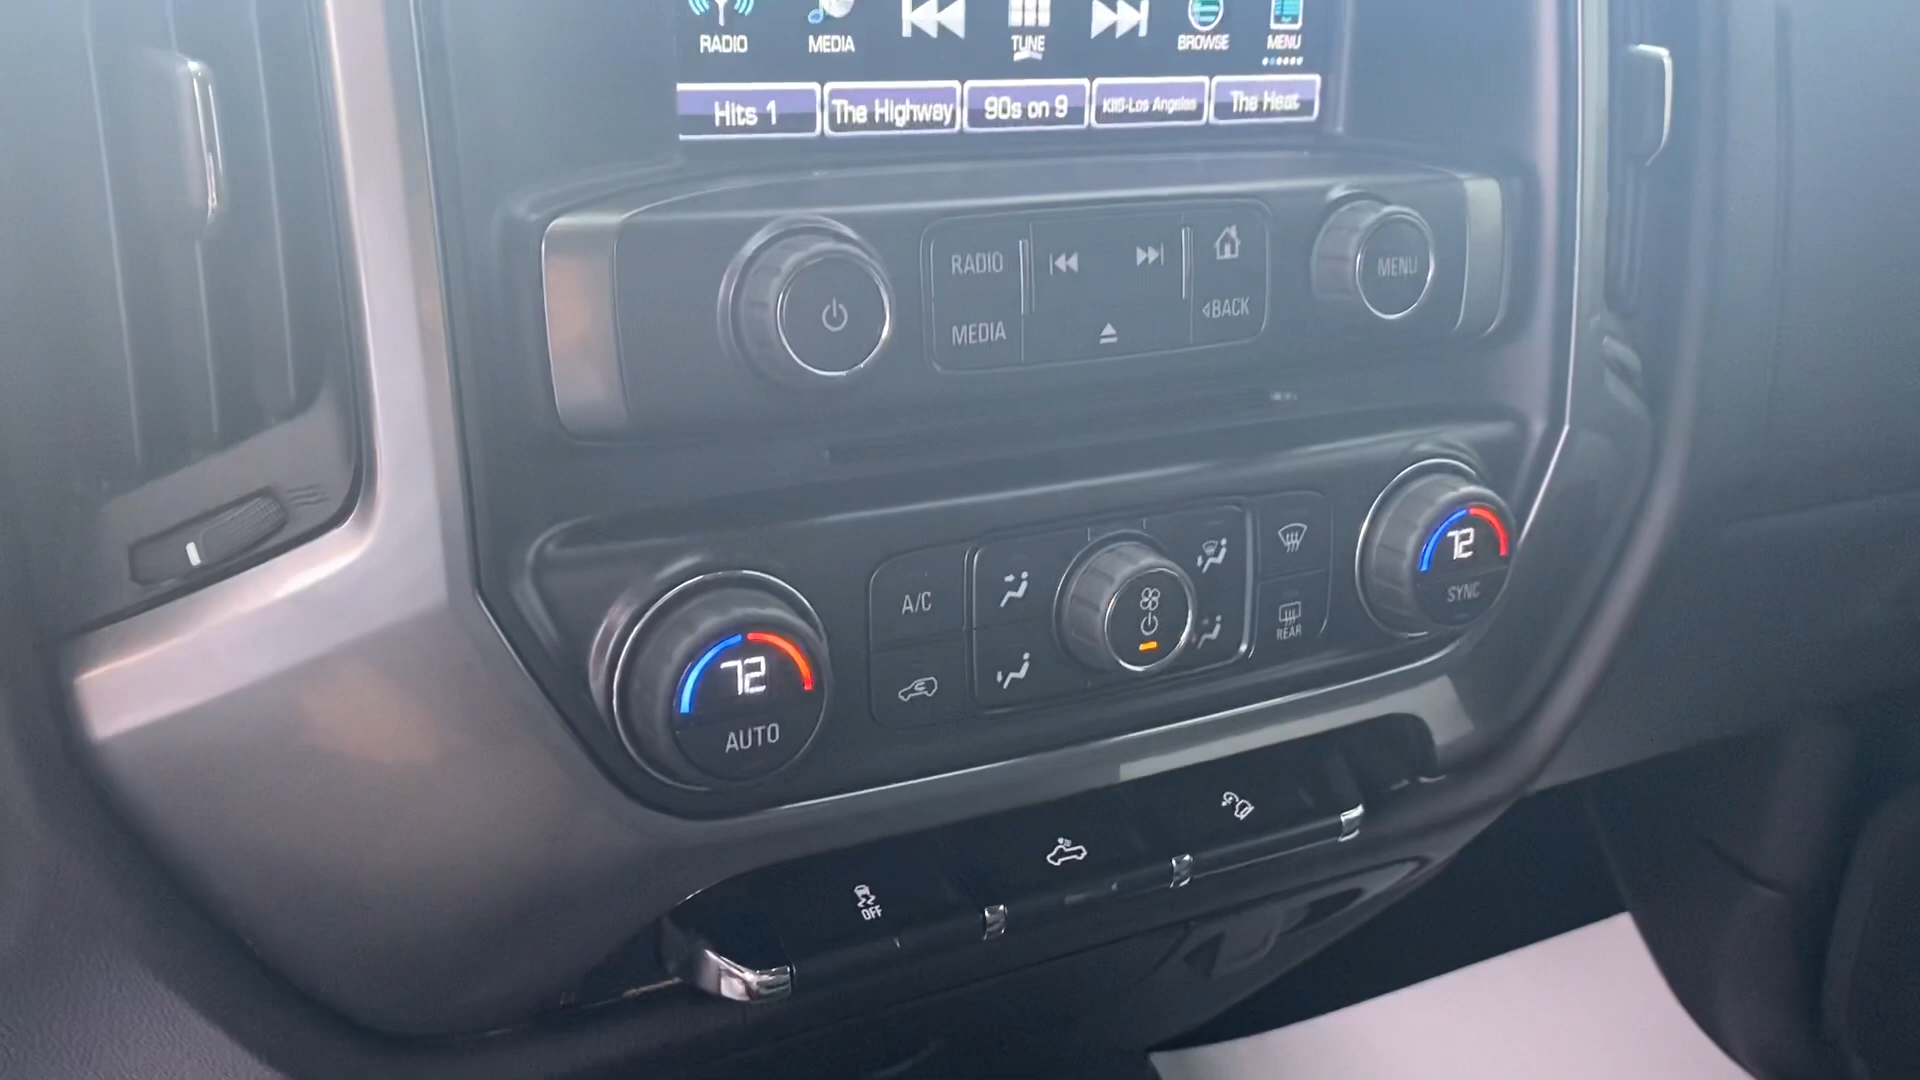 RADIO MEDIA TUNE BROWSE MENU
Hits 1 The Highway 90s on 9 KIIS-Los Angeles The Heat
RADIO
MEDIA
BACK
MENU
A/C
72
AUTO
REAR
72
SYNC
OFF